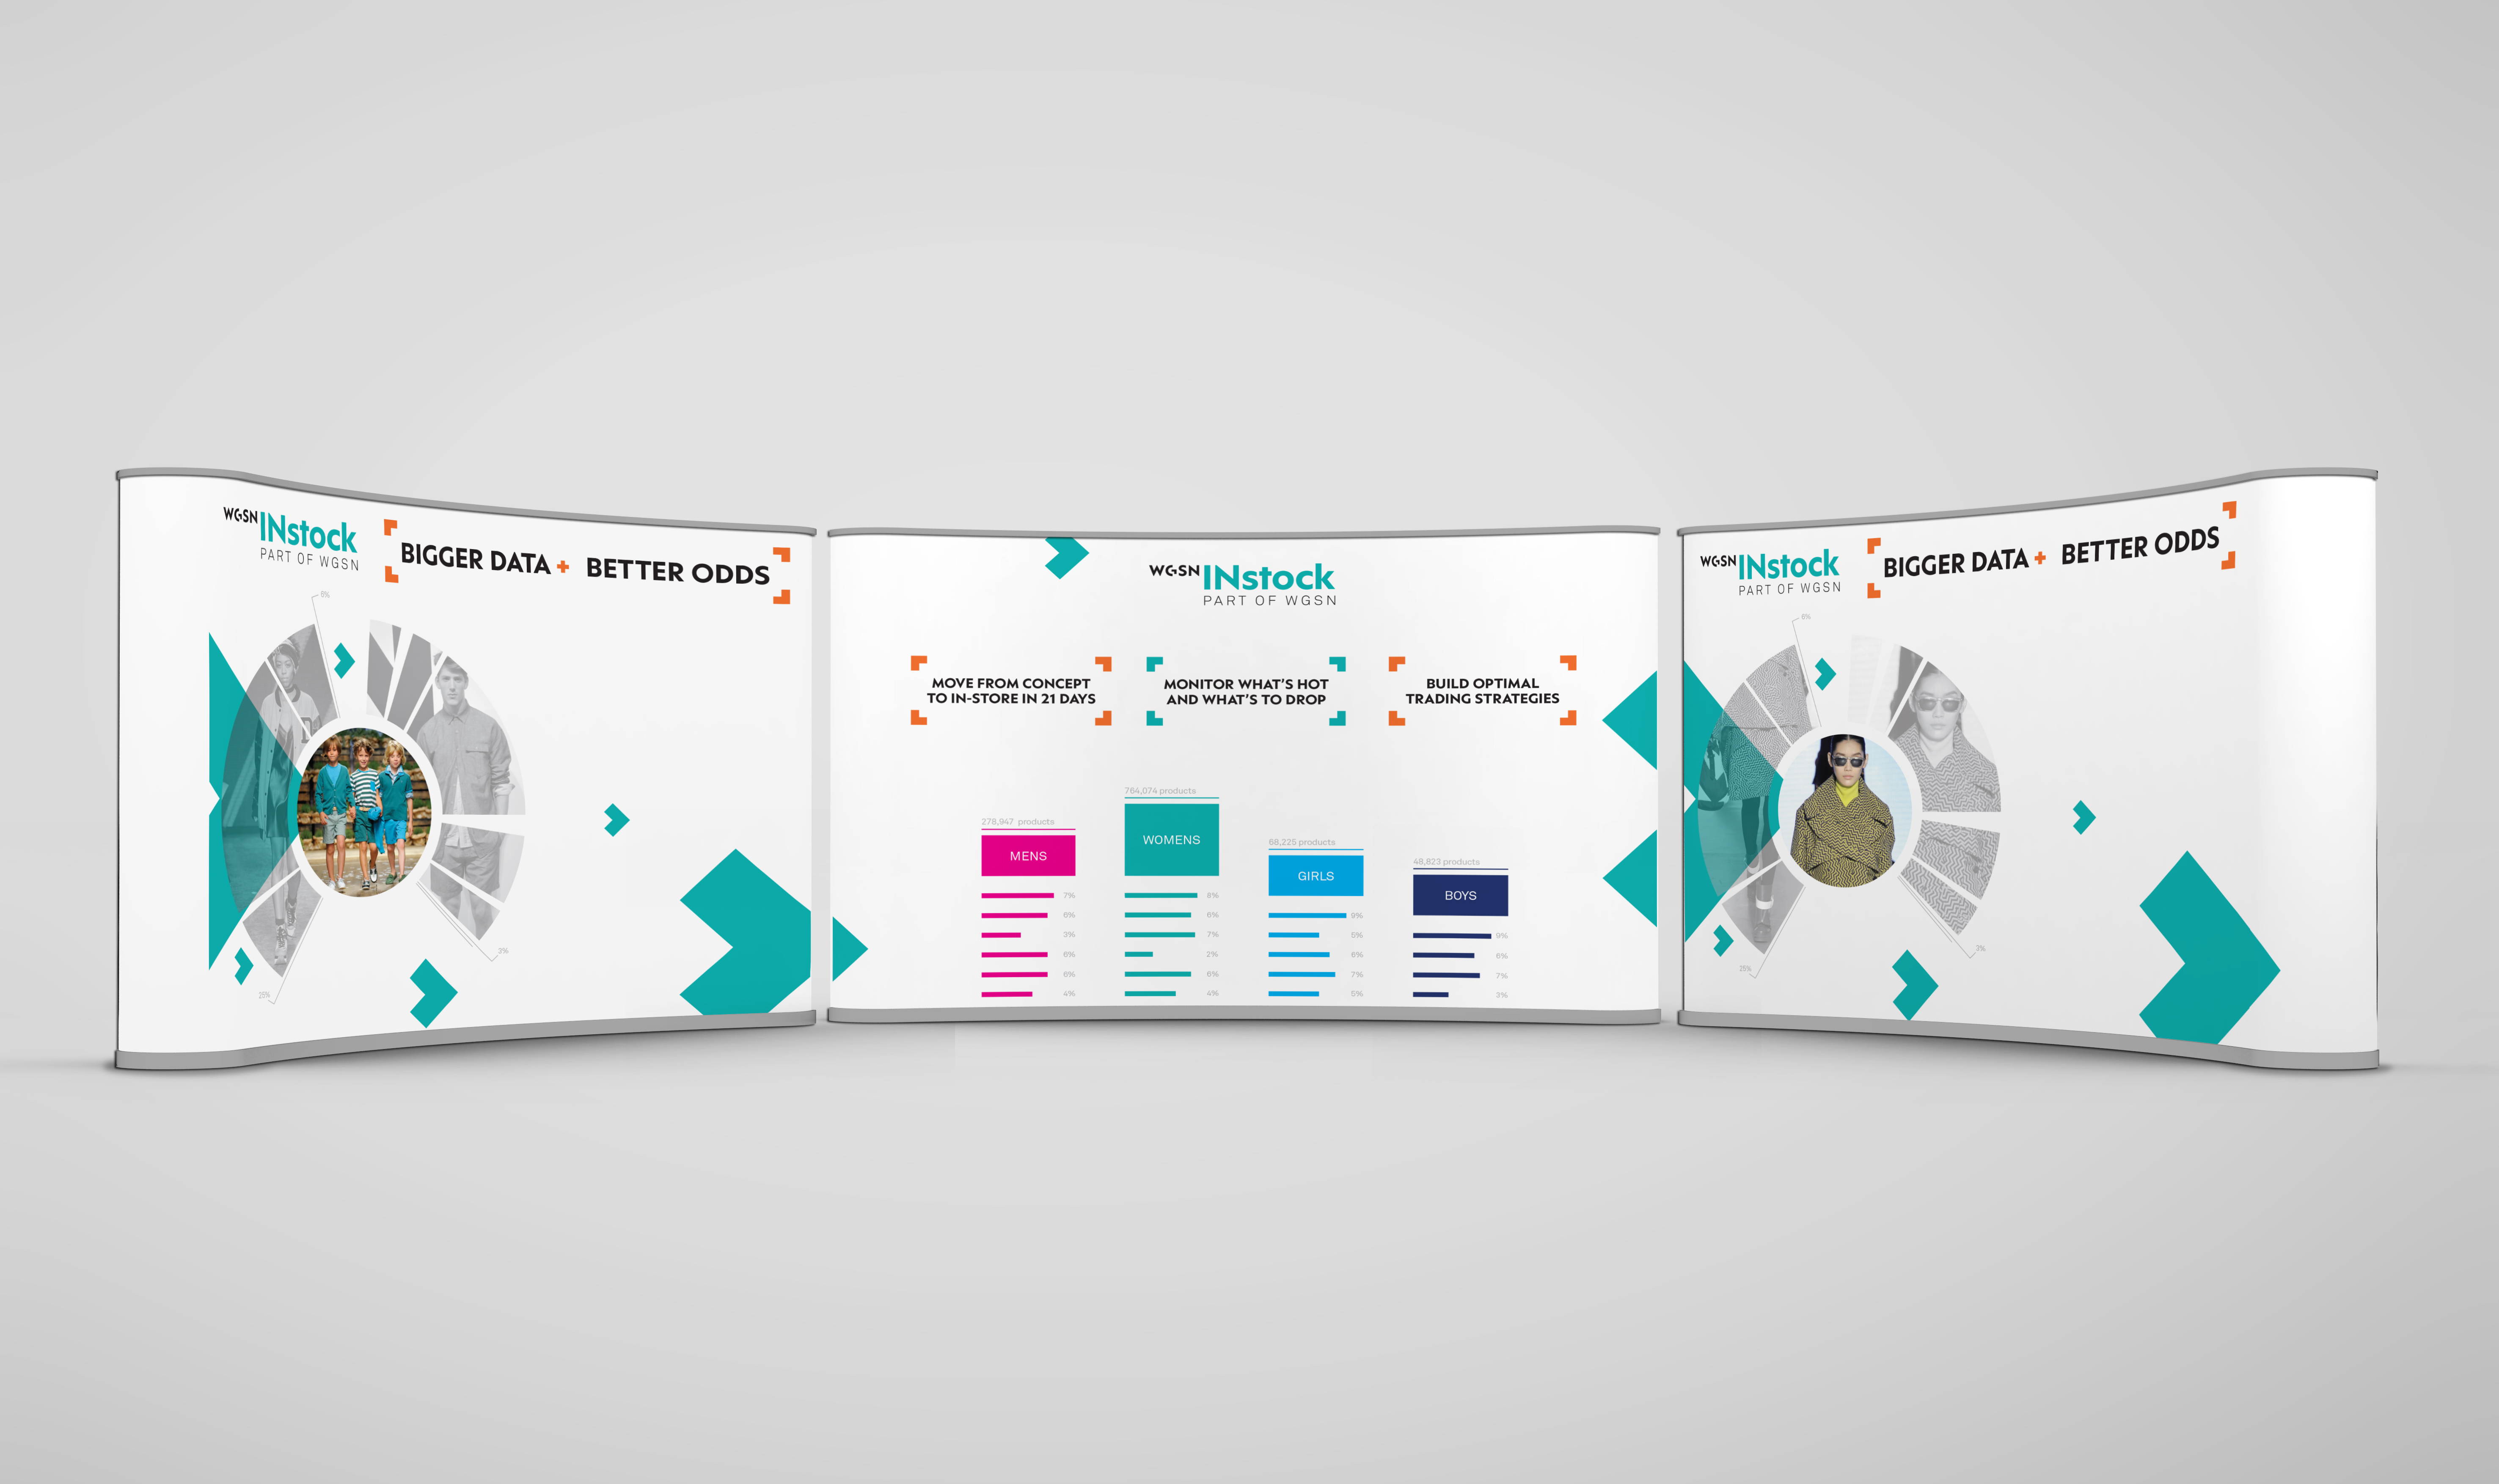 WGSN INstock
PART OF WGSN
BIGGER DATA + BETTER ODDS
6%
25%
3%
WGSN INstock
PART OF WGSN
MOVE FROM CONCEPT
TO IN-STORE IN 21 DAYS
MONITOR WHAT'S HOT
AND WHAT'S TO DROP
BUILD OPTIMAL
TRADING STRATEGIES
278,947 products
MENS
7%
6%
3%
6%
6%
4%
764,074 products
WOMENS
8%
6%
7%
2%
6%
4%
68,225 products
GIRLS
9%
5%
6%
7%
5%
48,823 products
BOYS
9%
6%
7%
3%
WGSN INstock
PART OF WGSN
BIGGER DATA + BETTER ODDS
6%